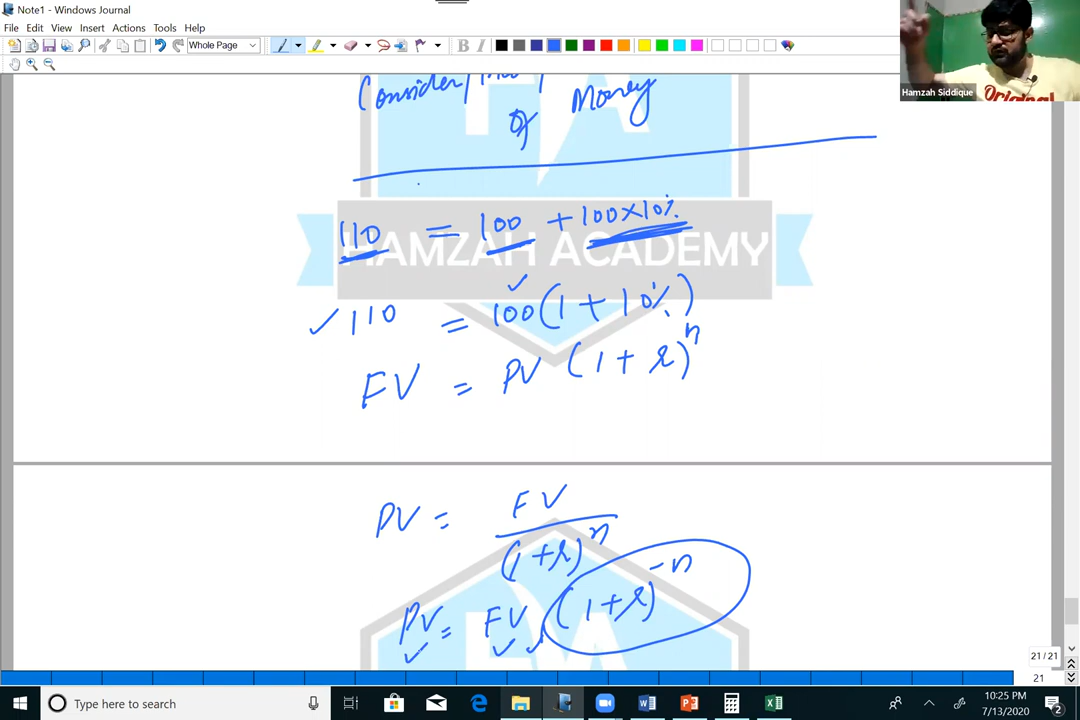 Note1 - Windows Journal
File Edit View Insert Actions Tools Help
Whole Page
B I
Hamzah Siddique
Original
Consider
of Money
110 = 100 + 100×10%
HAMZAH ACADEMY
110 = 100(1 + 10%)
FV = PV (1 + r)^n
PV = FV / (1+r)^n
PV = FV (1+r)^-n
21 / 21
21
Type here to search
10:25 PM
7/13/2020
2